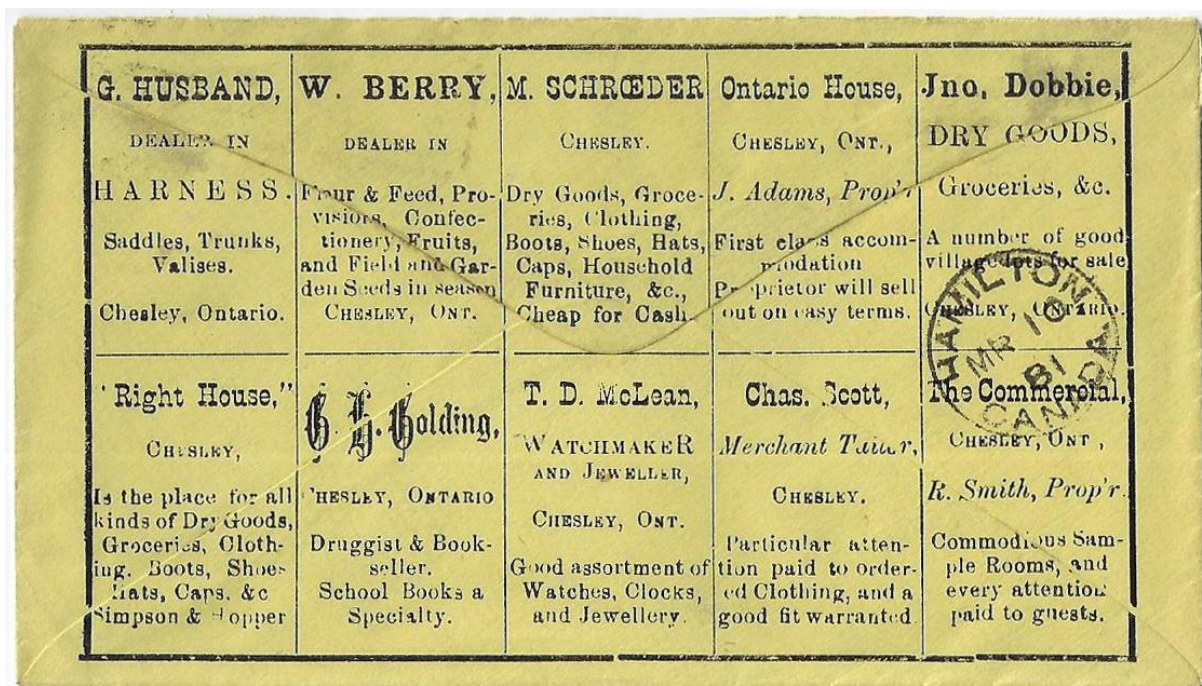 G. HUSBAND,
DEALER IN
HARNESS.
Saddles, Trunks,
Valises.
Chesley, Ontario.
W. BERRY,
DEALER IN
Flour & Feed, Pro-
visions, Confec-
tionery, Fruits,
and Field and Gar-
den Seeds in season
CHESLEY, ONT.
M. SCHRŒDER
CHESLEY.
Dry Goods, Groce-
ries, Clothing,
Boots, Shoes, Hats,
Caps, Household
Furniture, &c.,
Cheap for Cash.
Ontario House,
CHESLEY, ONT.,
J. Adams, Prop'r
First class accom-
modation
Proprietor will sell
out on easy terms.
Jno. Dobbie,
DRY GOODS,
Groceries, &c.
A number of good
village lots for sale
CHESLEY, ONTARIO.
HAMILTON
MR 16
81
CANADA
"Right House,"
CHESLEY,
Is the place for all
kinds of Dry Goods,
Groceries, Cloth-
ing, Boots, Shoes
Hats, Caps, &c
Simpson & Hopper
G. H. Golding,
CHESLEY, ONTARIO
Druggist & Book-
seller.
School Books a
Specialty.
T. D. McLean,
WATCHMAKER
AND JEWELLER,
CHESLEY, ONT.
Good assortment of
Watches, Clocks,
and Jewellery.
Chas. Scott,
Merchant Tailor,
CHESLEY.
Particular atten-
tion paid to order-
ed Clothing, and a
good fit warranted
The Commercial,
CHESLEY, ONT,
R. Smith, Prop'r.
Commodious Sam-
ple Rooms, and
every attention
paid to guests.